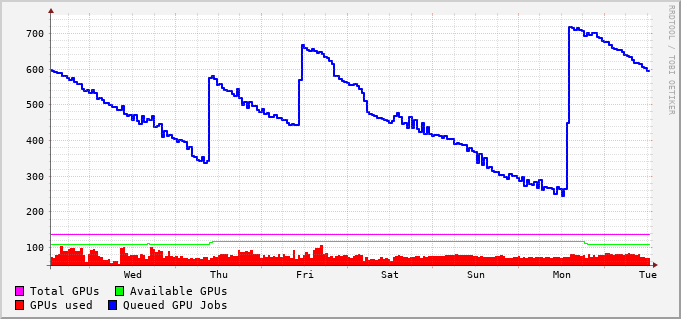 RRDTOOL / TOBI OETIKER
700
600
500
400
300
200
100
Wed Thu Fri Sat Sun Mon Tue
Total GPUs Available GPUs
GPUs used Queued GPU Jobs